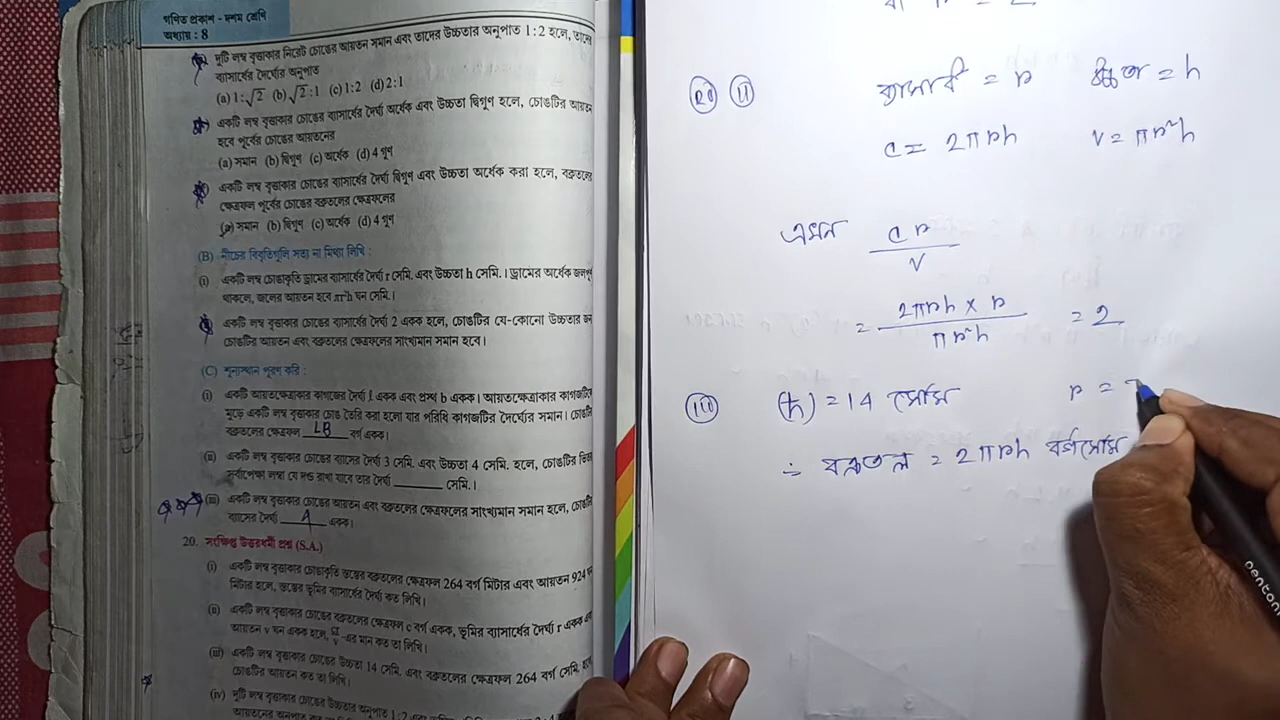 গণিত প্রকাশ - দশম শ্রেণি
অধ্যায় : 8
দুটি লম্ব বৃত্তাকার নিরেট চোঙের আয়তন সমান এবং তাদের উচ্চতার অনুপাত 1:2 হলে, তাদের
ব্যাসার্ধের দৈর্ঘ্যের অনুপাত
(a) 1:√2 (b) √2:1 (c) 1:2 (d) 2:1
একটি লম্ব বৃত্তাকার চোঙের ব্যাসার্ধের দৈর্ঘ্য অর্ধেক এবং উচ্চতা দ্বিগুণ হলে, চোঙটির আয়তন
হবে পূর্বের চোঙের আয়তনের
(a) সমান (b) দ্বিগুণ (c) অর্ধেক (d) 4 গুণ
একটি লম্ব বৃত্তাকার চোঙের ব্যাসার্ধের দৈর্ঘ্য দ্বিগুণ এবং উচ্চতা অর্ধেক করা হলে, বক্রতলের
ক্ষেত্রফল পূর্বের চোঙের বক্রতলের ক্ষেত্রফলের
(a) সমান (b) দ্বিগুণ (c) অর্ধেক (d) 4 গুণ
(B) নীচের বিবৃতিগুলি সত্য না মিথ্যা লিখি :
(i) একটি লম্ব চোঙাকৃতি ড্রামের ব্যাসার্ধের দৈর্ঘ্য r সেমি. এবং উচ্চতা h সেমি.। ড্রামের অর্ধেক জলপূর্ণ
থাকলে, জলের আয়তন হবে πr²h ঘন সেমি.।
একটি লম্ব বৃত্তাকার চোঙের ব্যাসার্ধের দৈর্ঘ্য 2 একক হলে, চোঙটির যে-কোনো উচ্চতার জন্য
চোঙটির আয়তন এবং বক্রতলের ক্ষেত্রফলের সাংখ্যমান সমান হবে।
(C) শূন্যস্থান পূরণ করি :
(i) একটি আয়তক্ষেত্রাকার কাগজের দৈর্ঘ্য l একক এবং প্রস্থ b একক। আয়তক্ষেত্রাকার কাগজটিকে
মুড়ে একটি লম্ব বৃত্তাকার চোঙ তৈরি করা হলো যার পরিধি কাগজটির দৈর্ঘ্যের সমান। চোঙটির
বক্রতলের ক্ষেত্রফল LB বর্গ একক।
(ii) একটি লম্ব বৃত্তাকার চোঙের ব্যাসের দৈর্ঘ্য 3 সেমি. এবং উচ্চতা 4 সেমি. হলে, চোঙটির ভিতর
সর্বাপেক্ষা লম্বা যে দণ্ড রাখা যাবে তার দৈর্ঘ্য ______ সেমি.।
(iii) একটি লম্ব বৃত্তাকার চোঙের আয়তন এবং বক্রতলের ক্ষেত্রফলের সাংখ্যমান সমান হলে, চোঙটির
ব্যাসের দৈর্ঘ্য 4 একক।
20. সংক্ষিপ্ত উত্তরধর্মী প্রশ্ন (S.A.)
(i) একটি লম্ব বৃত্তাকার চোঙাকৃতি স্তম্ভের বক্রতলের ক্ষেত্রফল 264 বর্গ মিটার এবং আয়তন 924 ঘন
মিটার হলে, স্তম্ভের ভূমির ব্যাসার্ধের দৈর্ঘ্য কত লিখি।
(ii) একটি লম্ব বৃত্তাকার চোঙের বক্রতলের ক্ষেত্রফল c বর্গ একক, ভূমির ব্যাসার্ধের দৈর্ঘ্য r একক এবং
আয়তন v ঘন একক হলে, cr/v -এর মান কত তা লিখি।
(iii) একটি লম্ব বৃত্তাকার চোঙের উচ্চতা 14 সেমি. এবং বক্রতলের ক্ষেত্রফল 264 বর্গ সেমি. হলে,
চোঙটির আয়তন কত তা লিখি।
(iv) দুটি লম্ব বৃত্তাকার চোঙের উচ্চতার অনুপাত 1:2 এবং
20 ii ব্যাসার্ধ = r উচ্চতা = h
c = 2πrh v = πr²h
এখন cr/v
= 2πrh × r / πr²h = 2
iii (h) = 14 সেমি r =
∴ বক্রতল = 2πrh বর্গসেমি
pencon